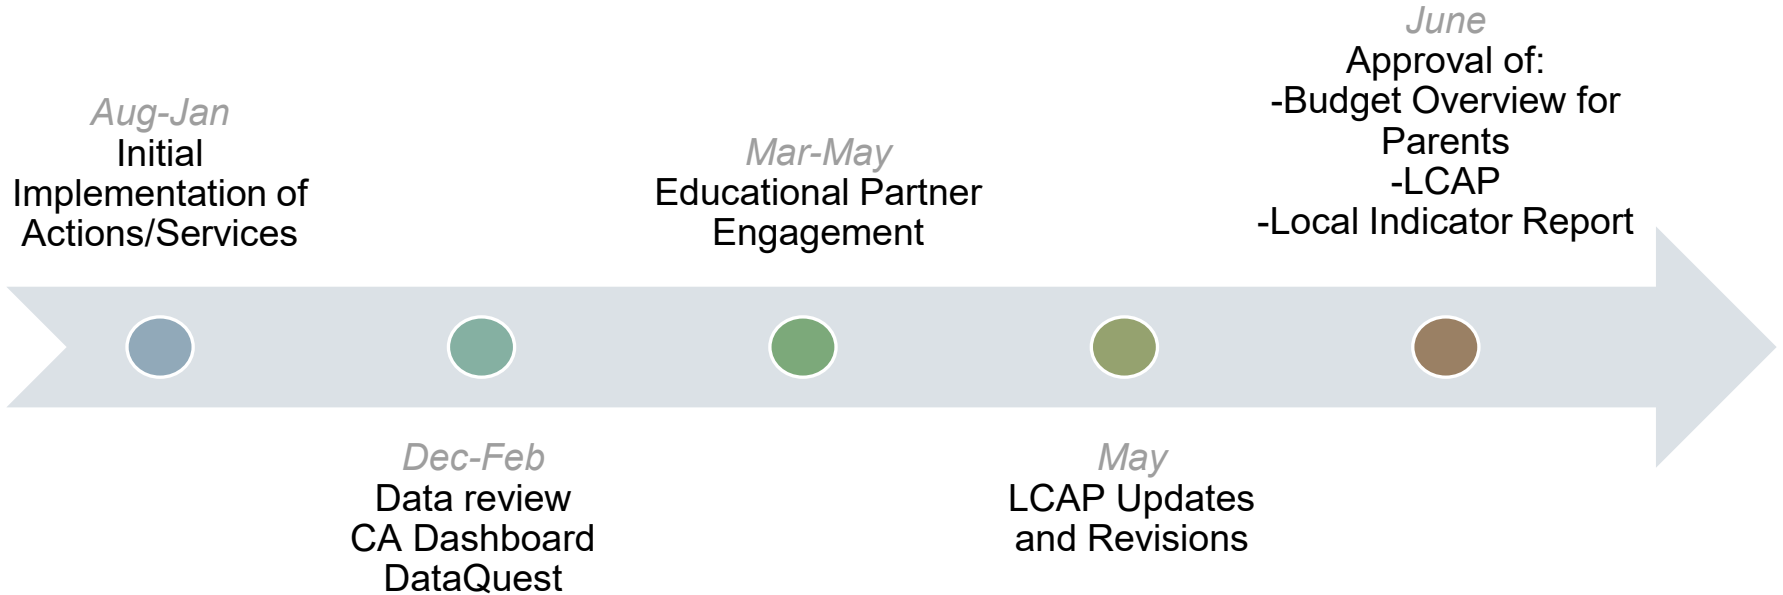 Aug-Jan
Initial
Implementation of
Actions/Services
Dec-Feb
Data review
CA Dashboard
DataQuest
Mar-May
Educational Partner
Engagement
May
LCAP Updates
and Revisions
June
Approval of:
-Budget Overview for
Parents
-LCAP
-Local Indicator Report